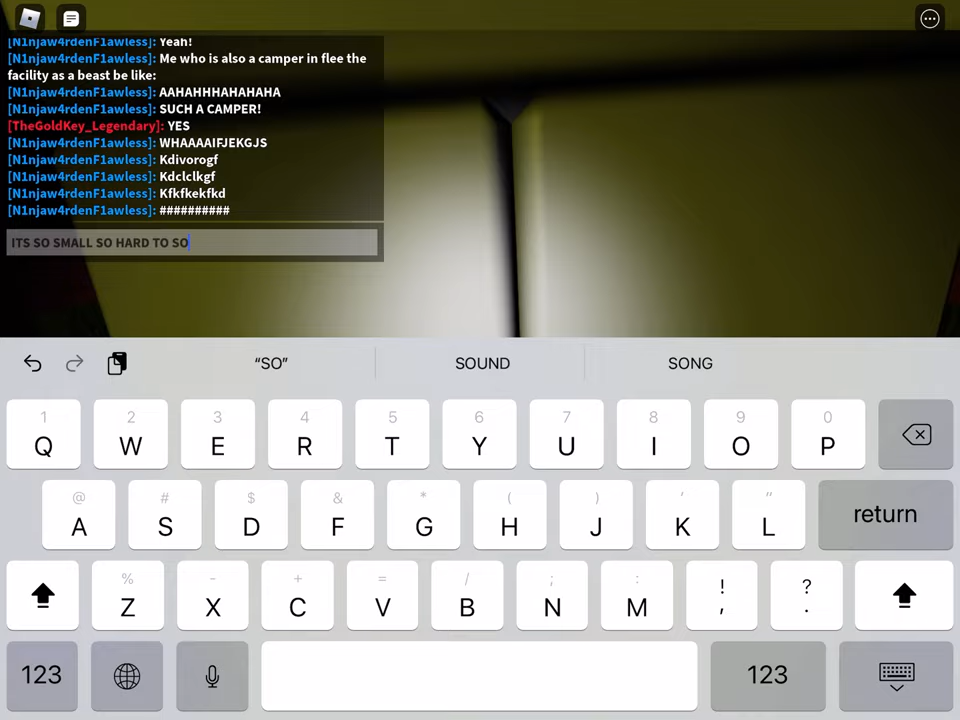 [N1njaw4rdenF1awless]: Yeah!
[N1njaw4rdenF1awless]: Me who is also a camper in flee the
facility as a beast be like:
[N1njaw4rdenF1awless]: AAHAHHHAHAHAHA
[N1njaw4rdenF1awless]: SUCH A CAMPER!
[TheGoldKey_Legendary]: YES
[N1njaw4rdenF1awless]: WHAAAAIFJEKGJS
[N1njaw4rdenF1awless]: Kdivorogf
[N1njaw4rdenF1awless]: Kdclclkgf
[N1njaw4rdenF1awless]: Kfkfkekfkd
[N1njaw4rdenF1awless]: ##########
ITS SO SMALL SO HARD TO SO
“SO” SOUND SONG
1 2 3 4 5 6 7 8 9 0
Q W E R T Y U I O P
@ # $ & * ( ) ' "
A S D F G H J K L return
% - + = / ; : ! ?
Z X C V B N M , .
123 123